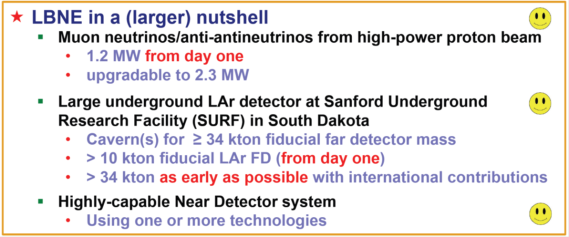 ★ LBNE in a (larger) nutshell
▪ Muon neutrinos/anti-antineutrinos from high-power proton beam
• 1.2 MW from day one
• upgradable to 2.3 MW
▪ Large underground LAr detector at Sanford Underground
Research Facility (SURF) in South Dakota
• Cavern(s) for ≥ 34 kton fiducial far detector mass
• > 10 kton fiducial LAr FD (from day one)
• > 34 kton as early as possible with international contributions
▪ Highly-capable Near Detector system
• Using one or more technologies